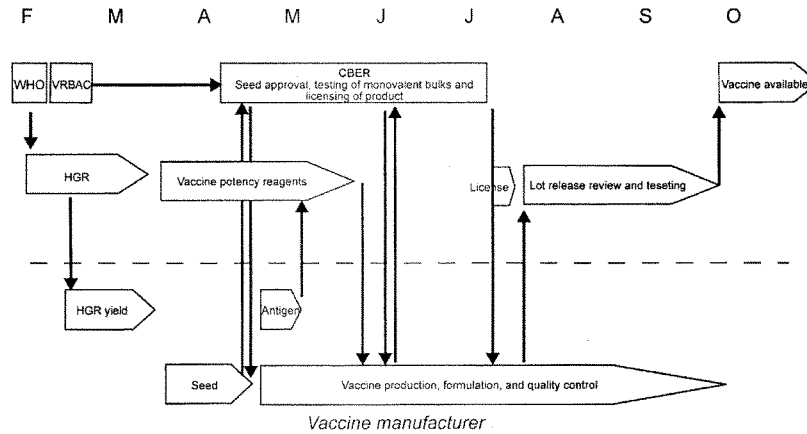 F M A M J J A S O
WHO VRBAC
CBER
Seed approval, testing of monovalent bulks and
licensing of product
Vaccine available
HGR
Vaccine potency reagents
License
Lot release review and teseting
HGR yield
Antigen
Seed
Vaccine production, formulation, and quality control
Vaccine manufacturer